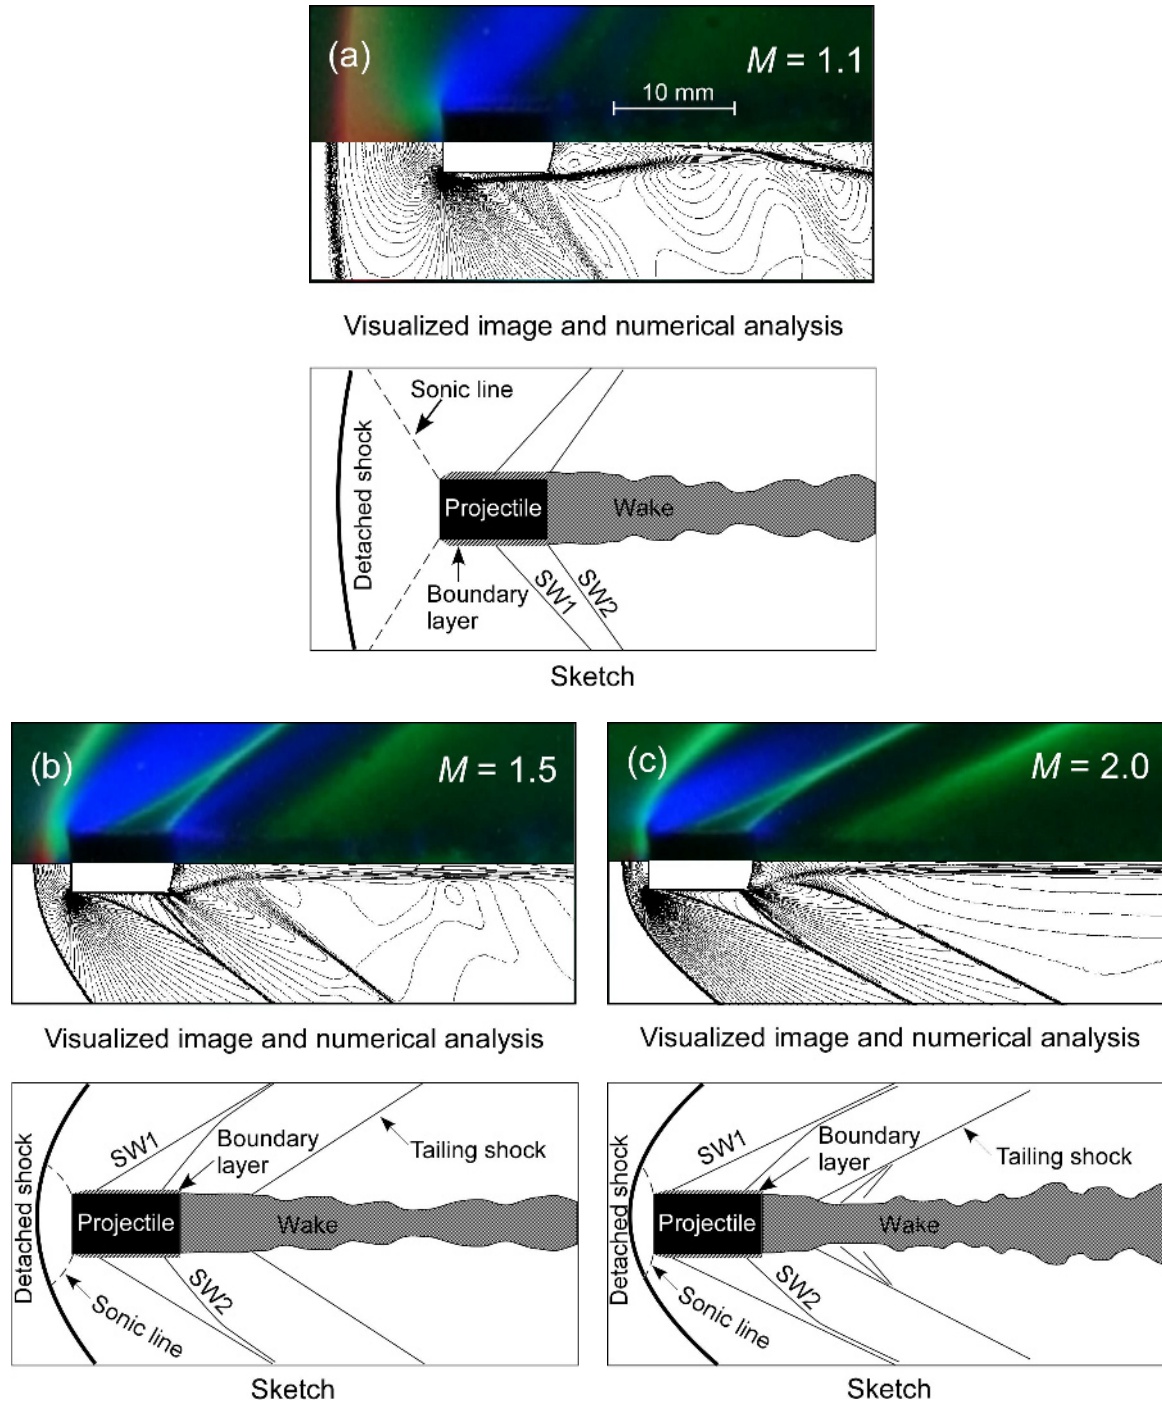 (a)
M = 1.1
10 mm
Visualized image and numerical analysis
Sonic line
Detached shock
Projectile
Wake
Boundary
layer
SW1
SW2
Sketch
(b)
M = 1.5
Visualized image and numerical analysis
SW1
Boundary
layer
Tailing shock
Detached shock
Projectile
Wake
SW2
Sonic line
Sketch
(c)
M = 2.0
Visualized image and numerical analysis
SW1
Boundary
layer
Tailing shock
Detached shock
Projectile
Wake
SW2
Sonic line
Sketch